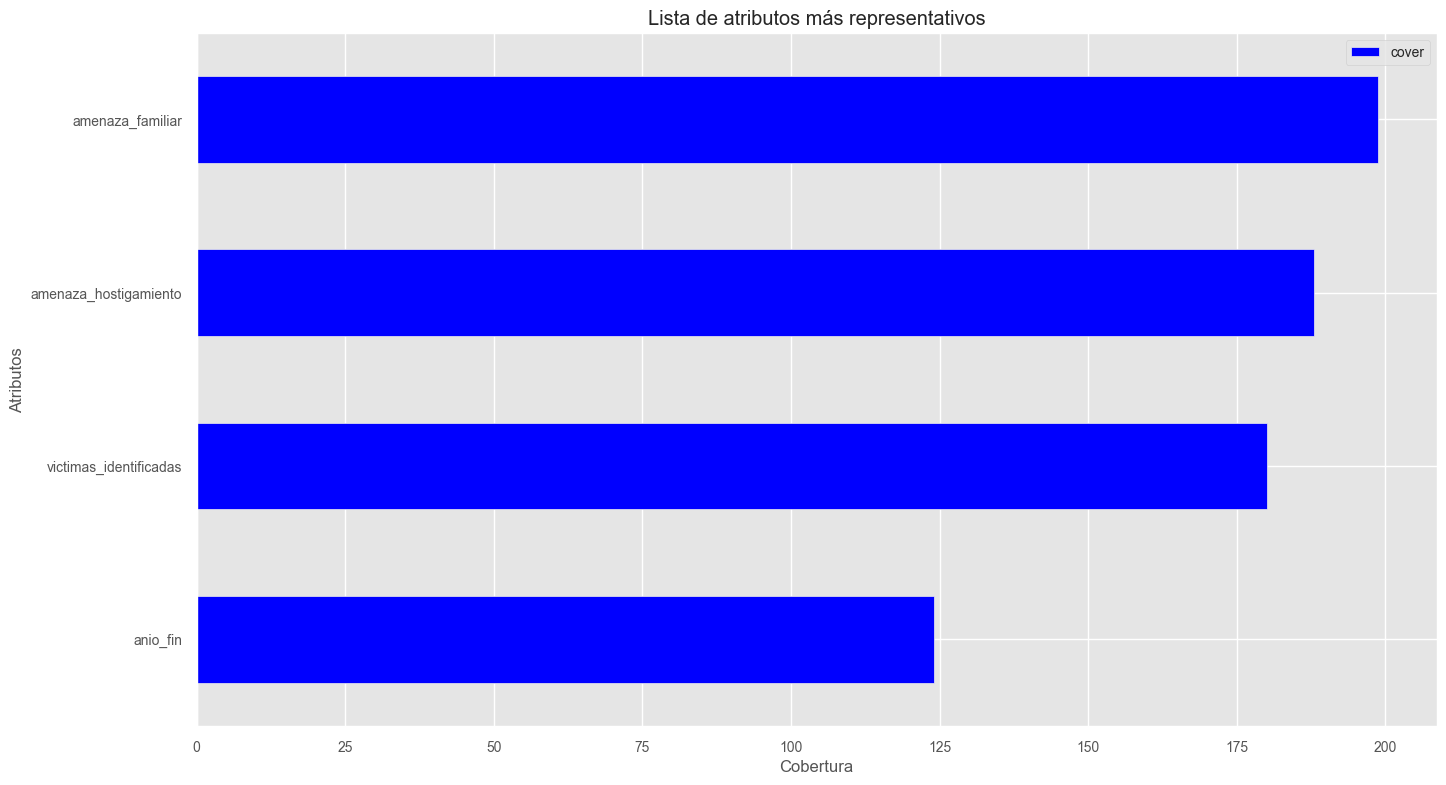 Lista de atributos más representativos
cover
amenaza_familiar
amenaza_hostigamiento
victimas_identificadas
anio_fin
Atributos
0 25 50 75 100 125 150 175 200
Cobertura